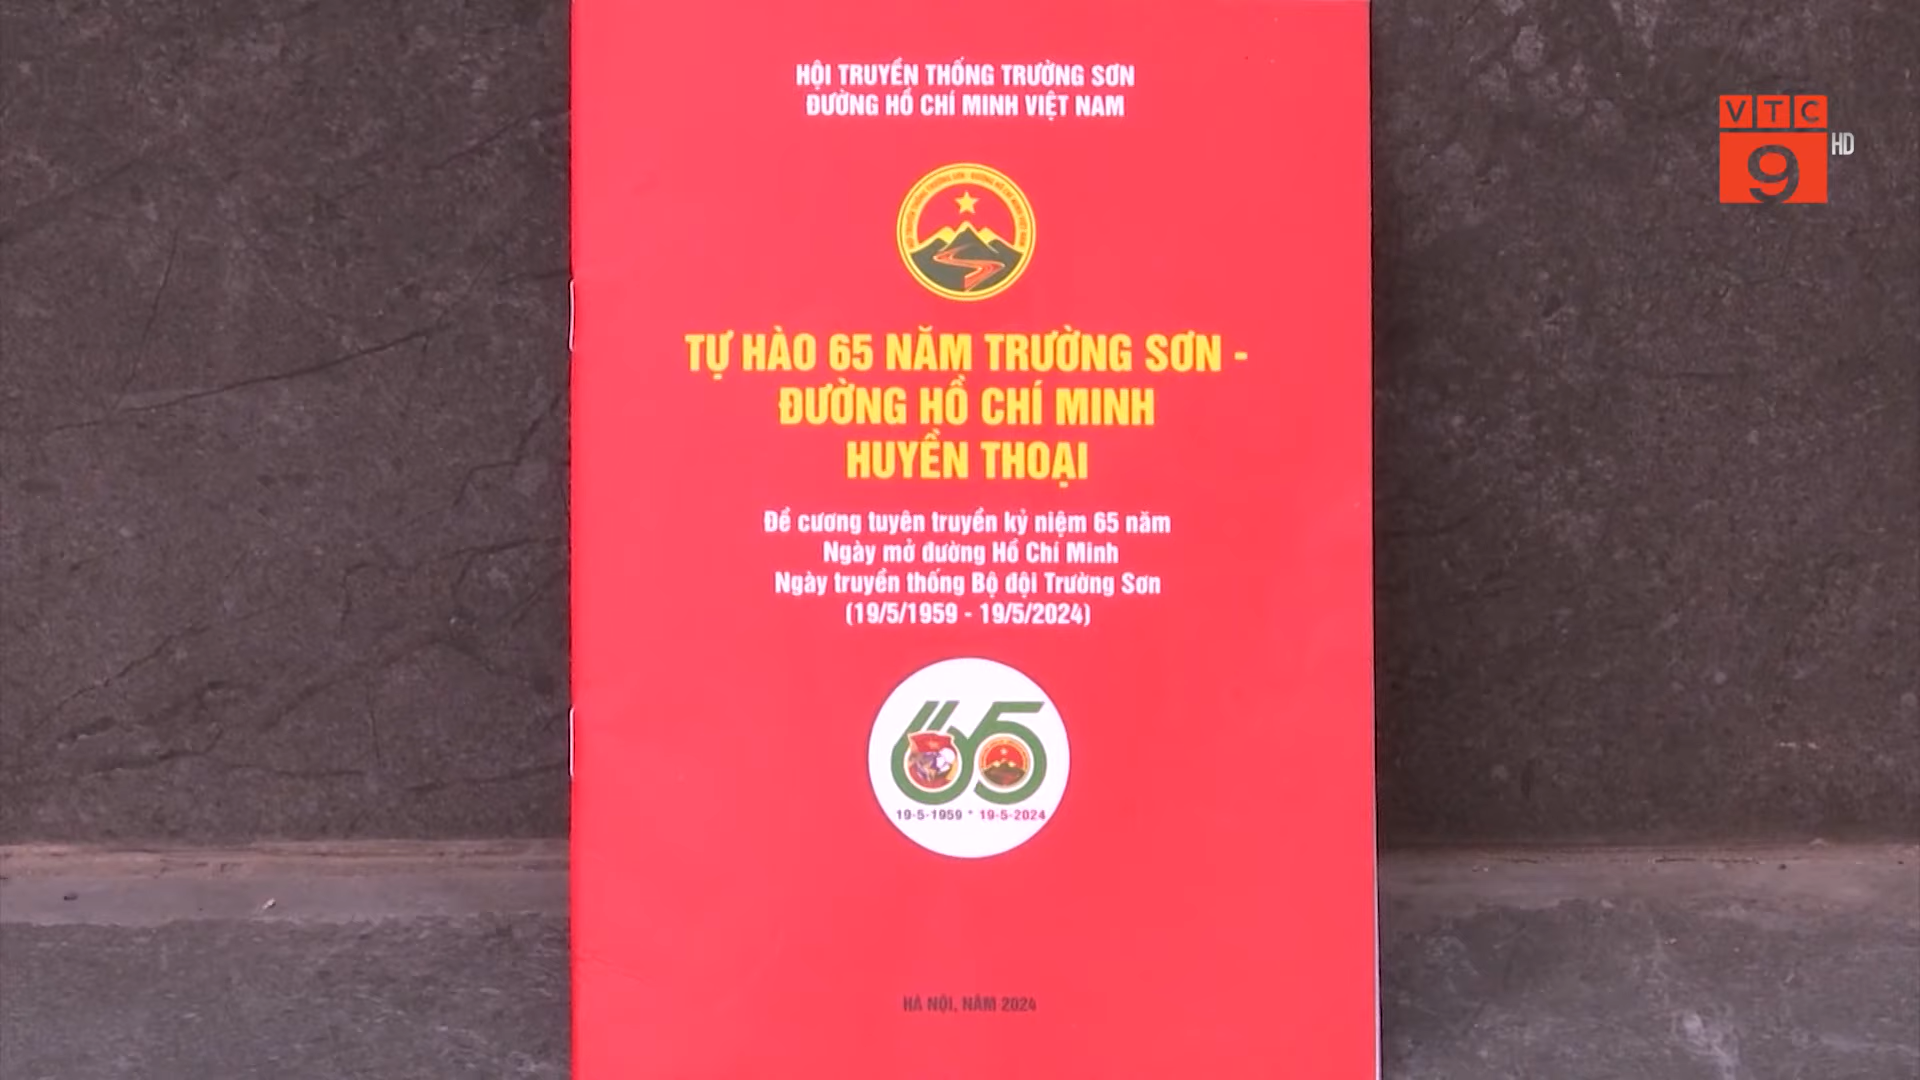 HỘI TRUYỀN THỐNG TRƯỜNG SƠN
ĐƯỜNG HỒ CHÍ MINH VIỆT NAM
VTC
9 HD
TỰ HÀO 65 NĂM TRƯỜNG SƠN -
ĐƯỜNG HỒ CHÍ MINH
HUYỀN THOẠI
Đề cương tuyên truyền kỷ niệm 65 năm
Ngày mở đường Hồ Chí Minh
Ngày truyền thống Bộ đội Trường Sơn
(19/5/1959 - 19/5/2024)
65
19-5-1959 * 19-5-2024
HÀ NỘI, NĂM 2024